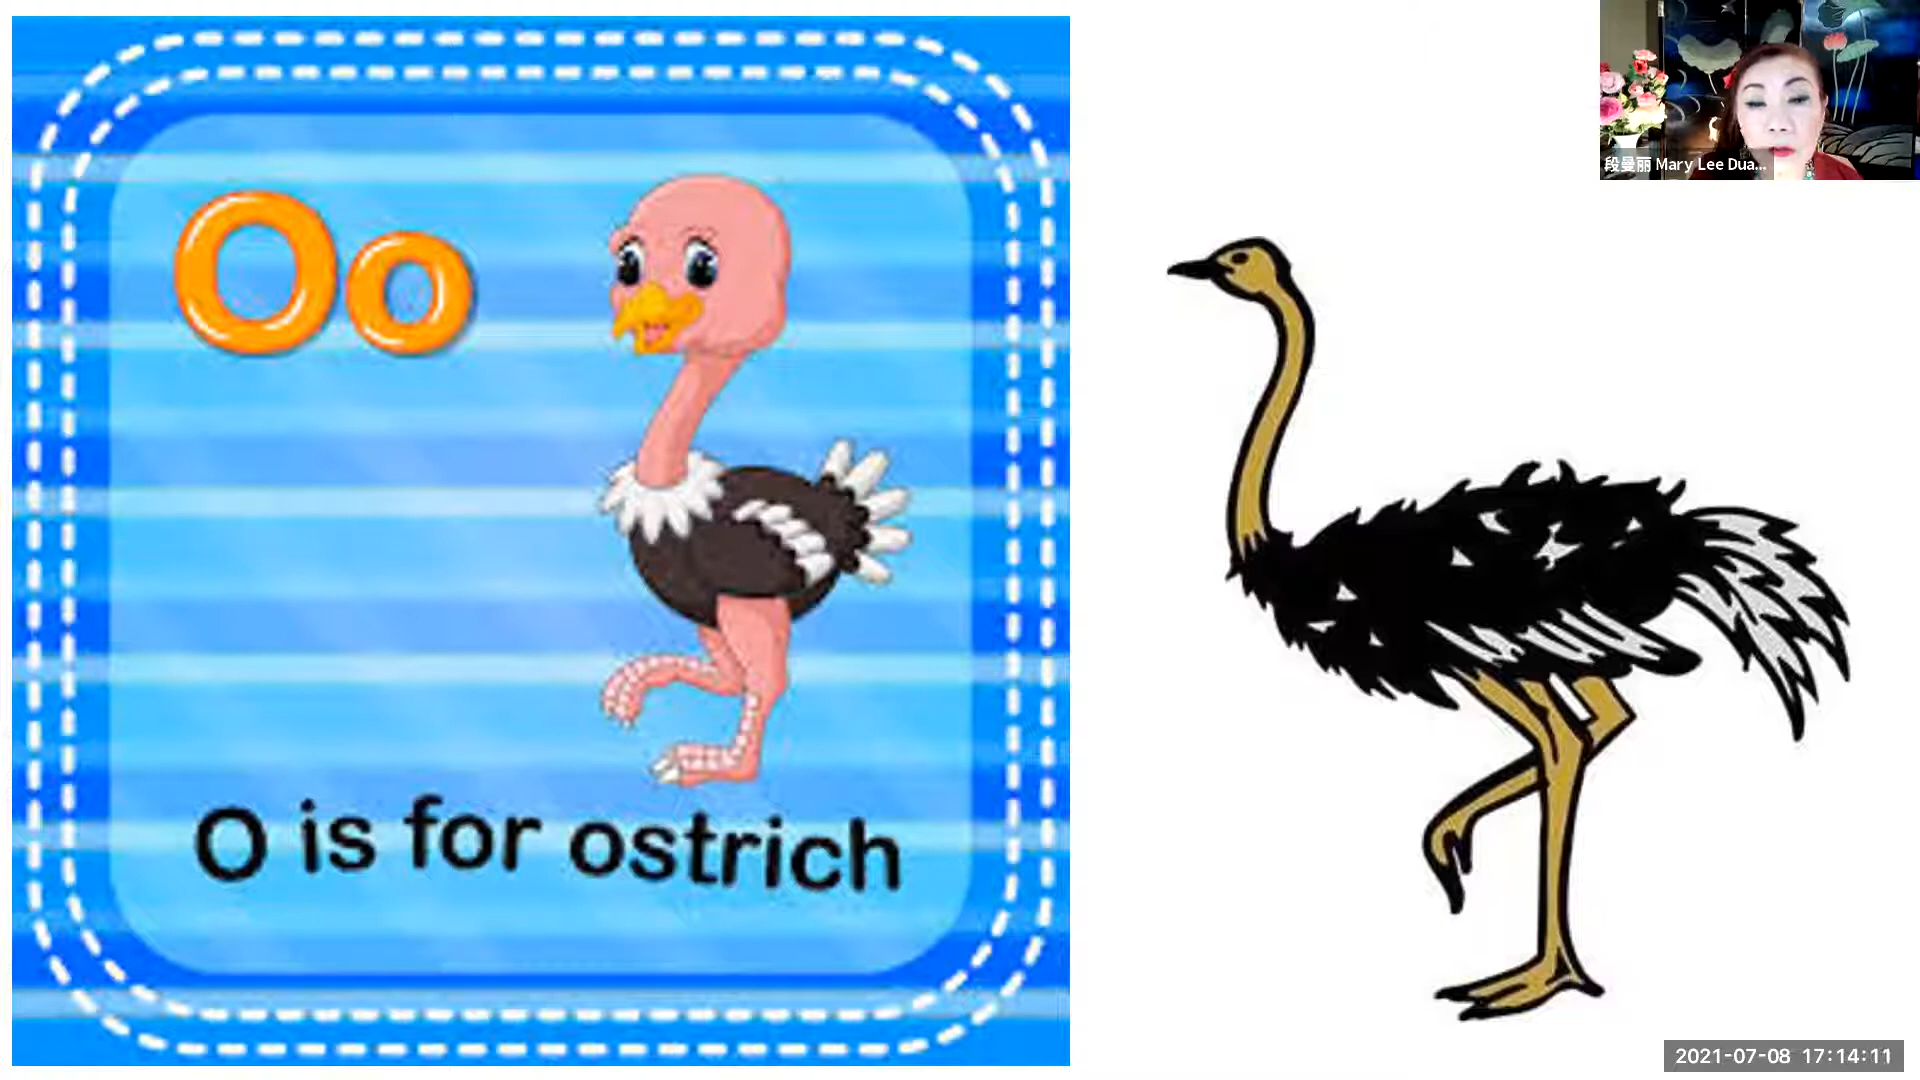 Oo
O is for ostrich
段曼丽 Mary Lee Dua...
2021-07-08 17:14:11